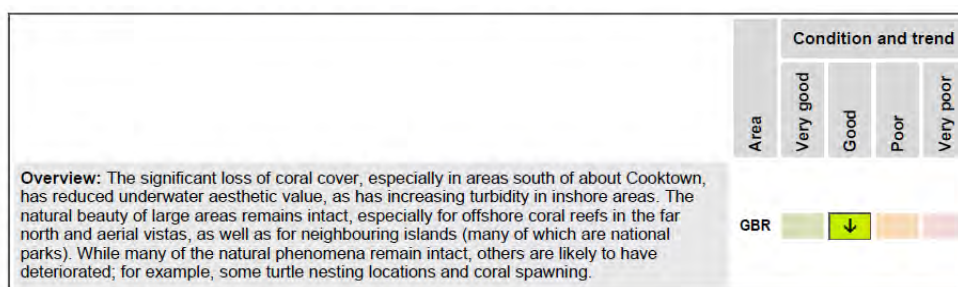 Condition and trend
Area
Very good
Good
Poor
Very poor
Overview: The significant loss of coral cover, especially in areas south of about Cooktown,
has reduced underwater aesthetic value, as has increasing turbidity in inshore areas. The
natural beauty of large areas remains intact, especially for offshore coral reefs in the far
north and aerial vistas, as well as for neighbouring islands (many of which are national
parks). While many of the natural phenomena remain intact, others are likely to have
deteriorated; for example, some turtle nesting locations and coral spawning.
GBR